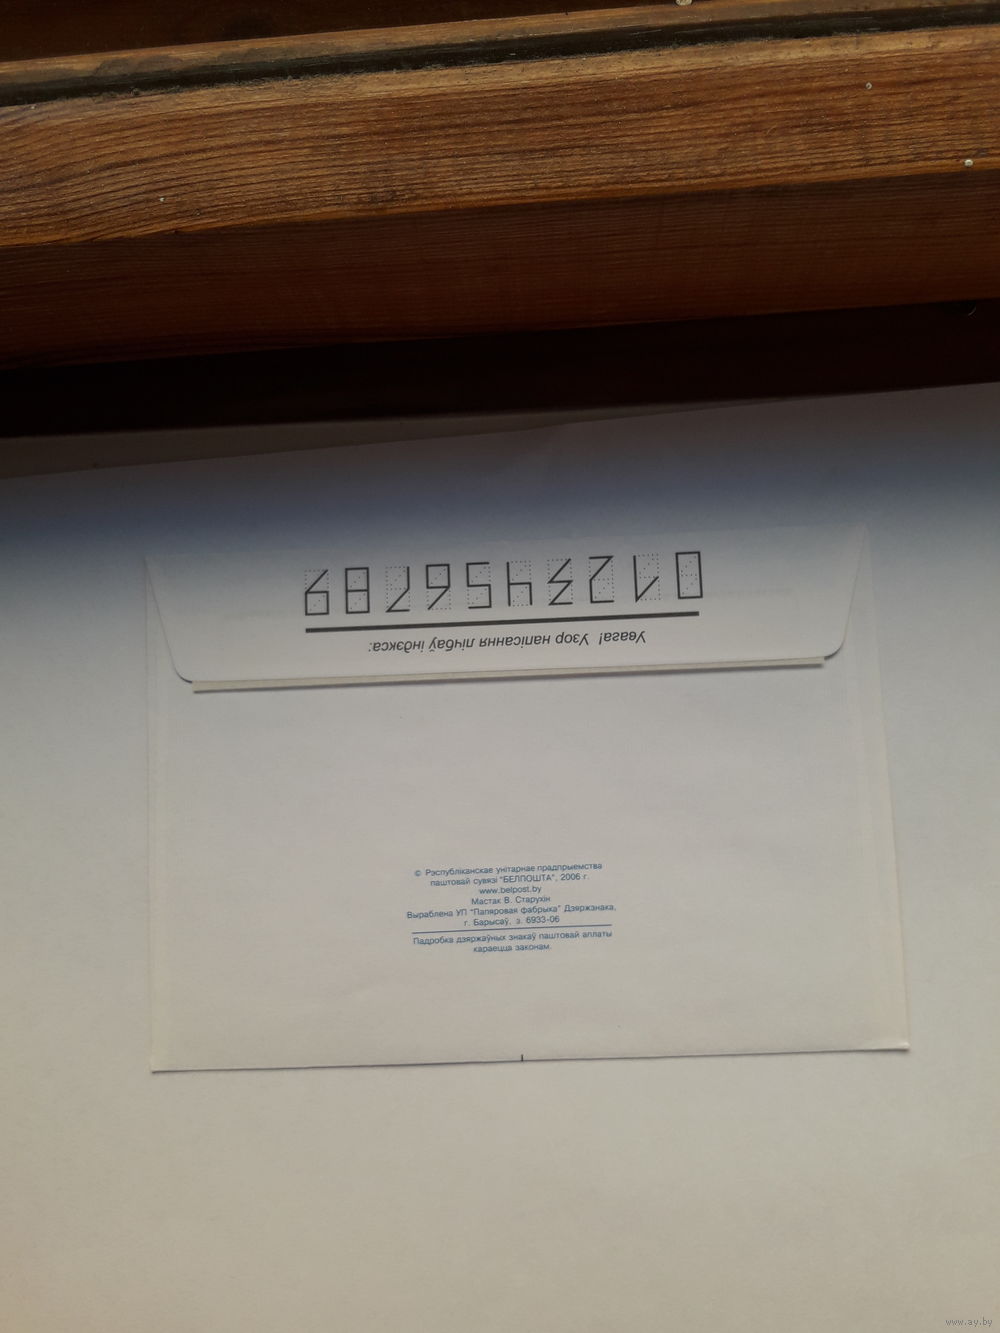 Увага! Узор напісання лічбаў індэкса:
0123456789
© Рэспубліканскае унітарнае прадпрыемства
паштовай сувязі "БЕЛПОШТА", 2006 г.
www.belpost.by
Мастак В. Старухін
Выраблена УП "Папяровая фабрыка" Дзяржзнака,
г. Барысаў, з. 6933-06
Падробка дзяржаўных знакаў паштовай аплаты
караецца законам.
www.ay.by